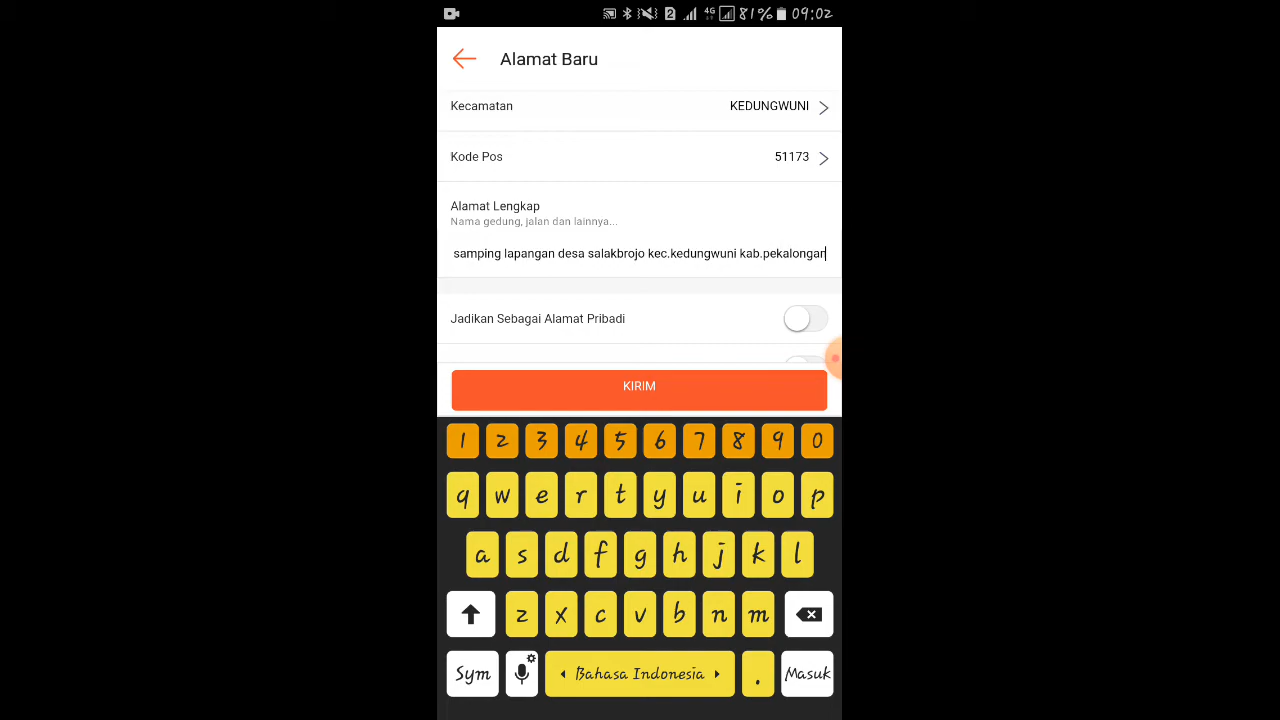 2 4G 81% 09:02
Alamat Baru
Kecamatan KEDUNGWUNI
Kode Pos 51173
Alamat Lengkap
Nama gedung, jalan dan lainnya...
samping lapangan desa salakbrojo kec.kedungwuni kab.pekalongan
Jadikan Sebagai Alamat Pribadi
KIRIM
1 2 3 4 5 6 7 8 9 0
q w e r t y u i o p
a s d f g h j k l
z x c v b n m
Sym Bahasa Indonesia . Masuk